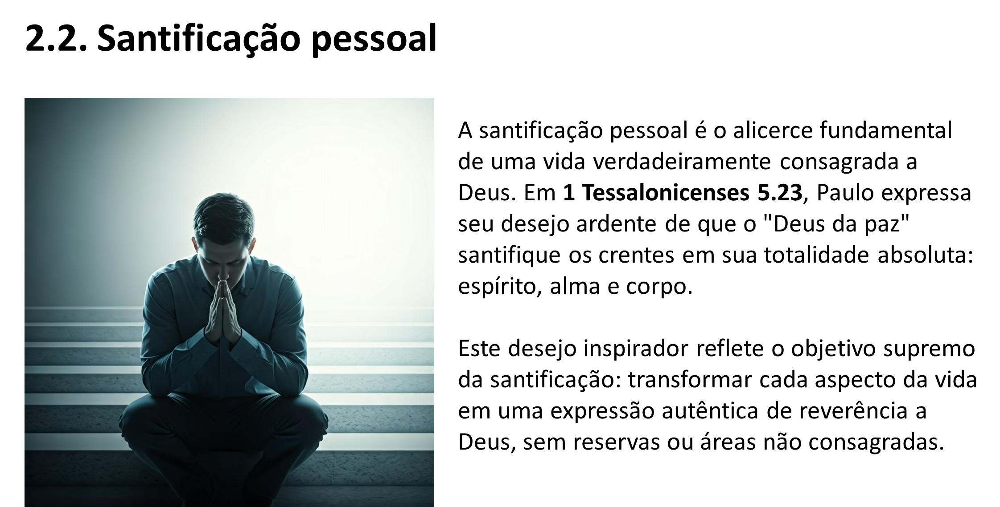 2.2. Santificação pessoal
A santificação pessoal é o alicerce fundamental
de uma vida verdadeiramente consagrada a
Deus. Em 1 Tessalonicenses 5.23, Paulo expressa
seu desejo ardente de que o "Deus da paz"
santifique os crentes em sua totalidade absoluta:
espírito, alma e corpo.
Este desejo inspirador reflete o objetivo supremo
da santificação: transformar cada aspecto da vida
em uma expressão autêntica de reverência a
Deus, sem reservas ou áreas não consagradas.